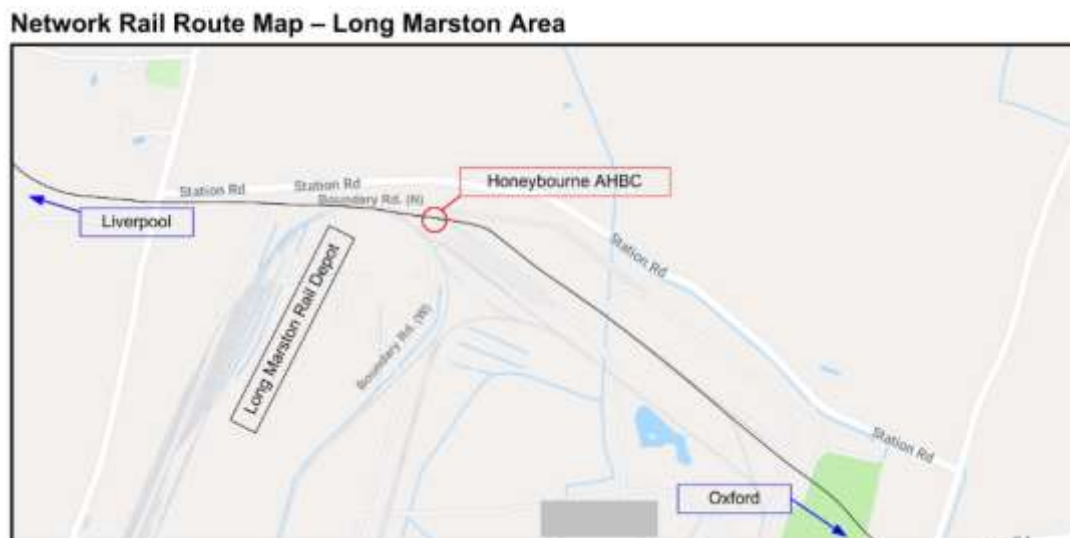 Network Rail Route Map – Long Marston Area
Honeybourne AHBC
Station Rd
Station Rd
Boundary Rd. (N)
Liverpool
Station Rd
Long Marston Rail Depot
Boundary Rd. (W)
Station Rd
Oxford